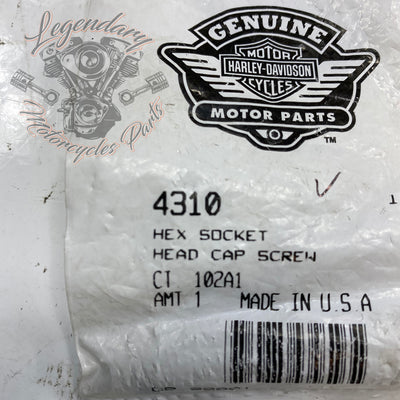 Legendary
Motorcycles Parts
GENUINE
MOTOR
HARLEY-DAVIDSON
CYCLES
MOTOR PARTS
TM
4310
HEX SOCKET
HEAD CAP SCREW
CT 102A1
AMT 1 MADE IN U.S.A